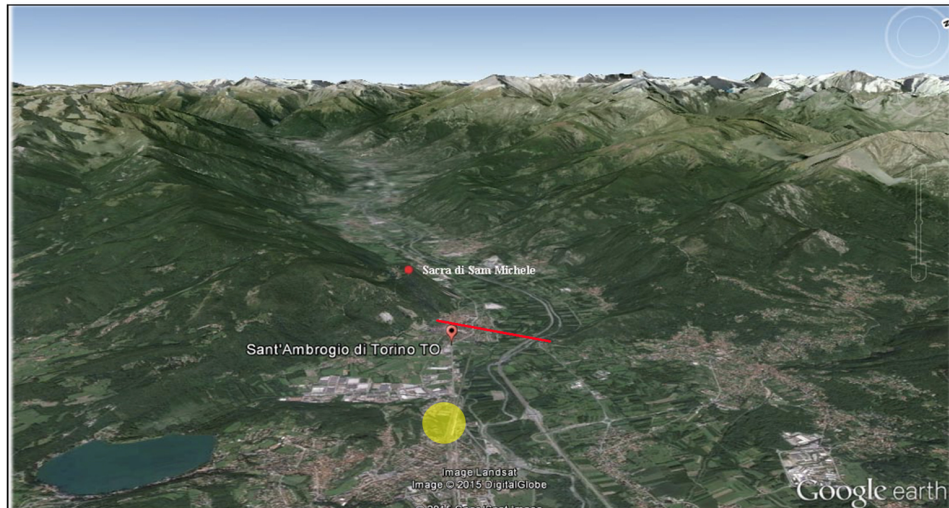 Sacra di Sam Michele
Sant'Ambrogio di Torino TO
Image Landsat
Image © 2015 DigitalGlobe
Google earth